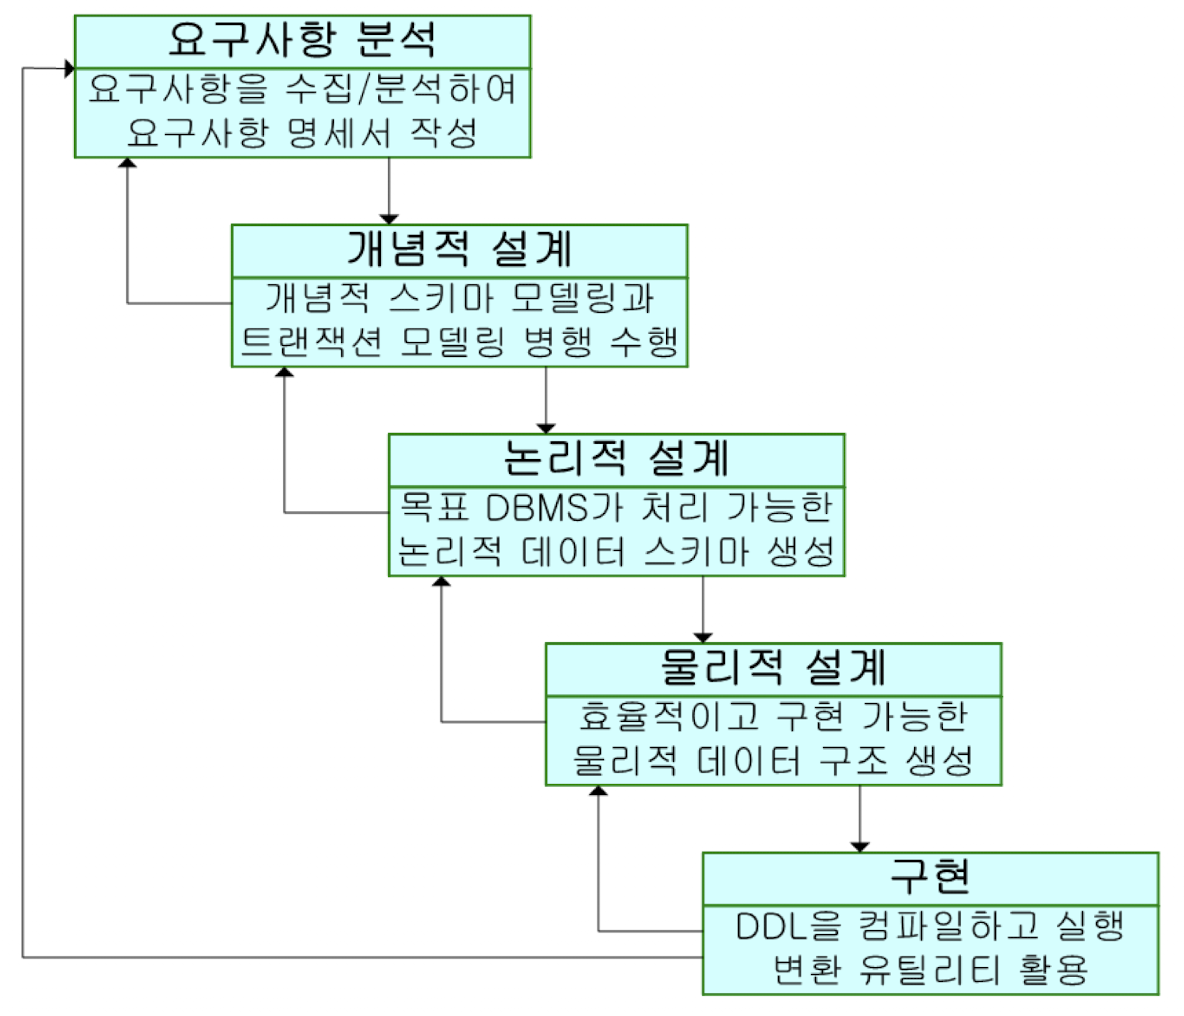 요구사항 분석
요구사항을 수집/분석하여
요구사항 명세서 작성
개념적 설계
개념적 스키마 모델링과
트랜잭션 모델링 병행 수행
논리적 설계
목표 DBMS가 처리 가능한
논리적 데이터 스키마 생성
물리적 설계
효율적이고 구현 가능한
물리적 데이터 구조 생성
구현
DDL을 컴파일하고 실행
변환 유틸리티 활용